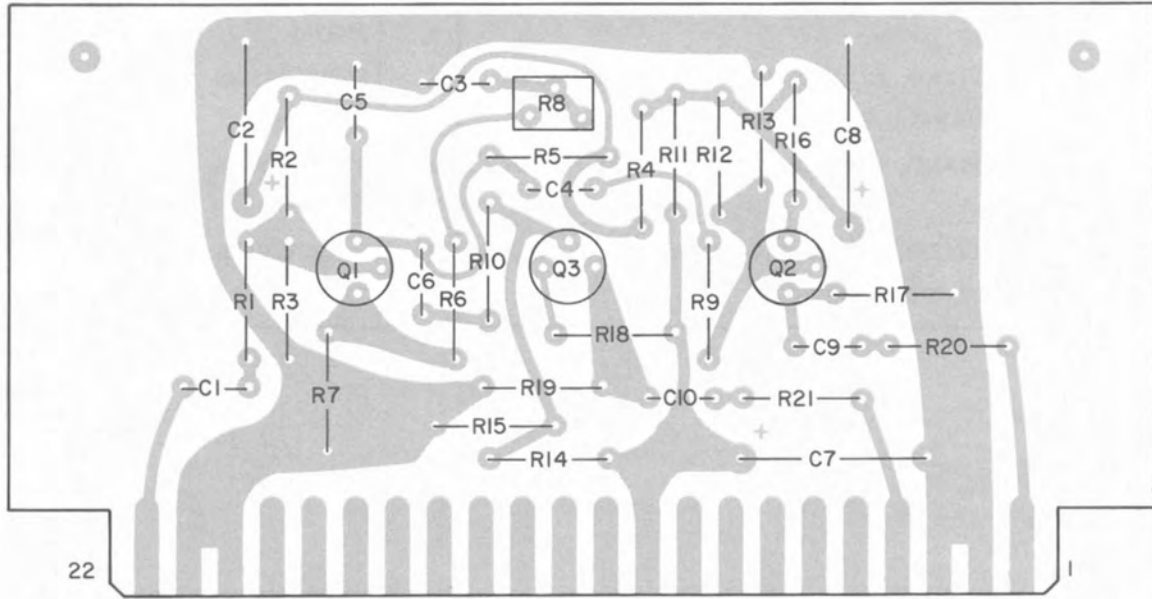 C3
C5
R8
C2
R13
R16
C8
R2
R5
R4
R11
R12
C4
+
+
Q1
C6
R6
R10
Q3
Q2
R1
R3
R9
R17
R18
C9
R20
C1
R7
R19
C10
R21
R15
+
R14
C7
22
1